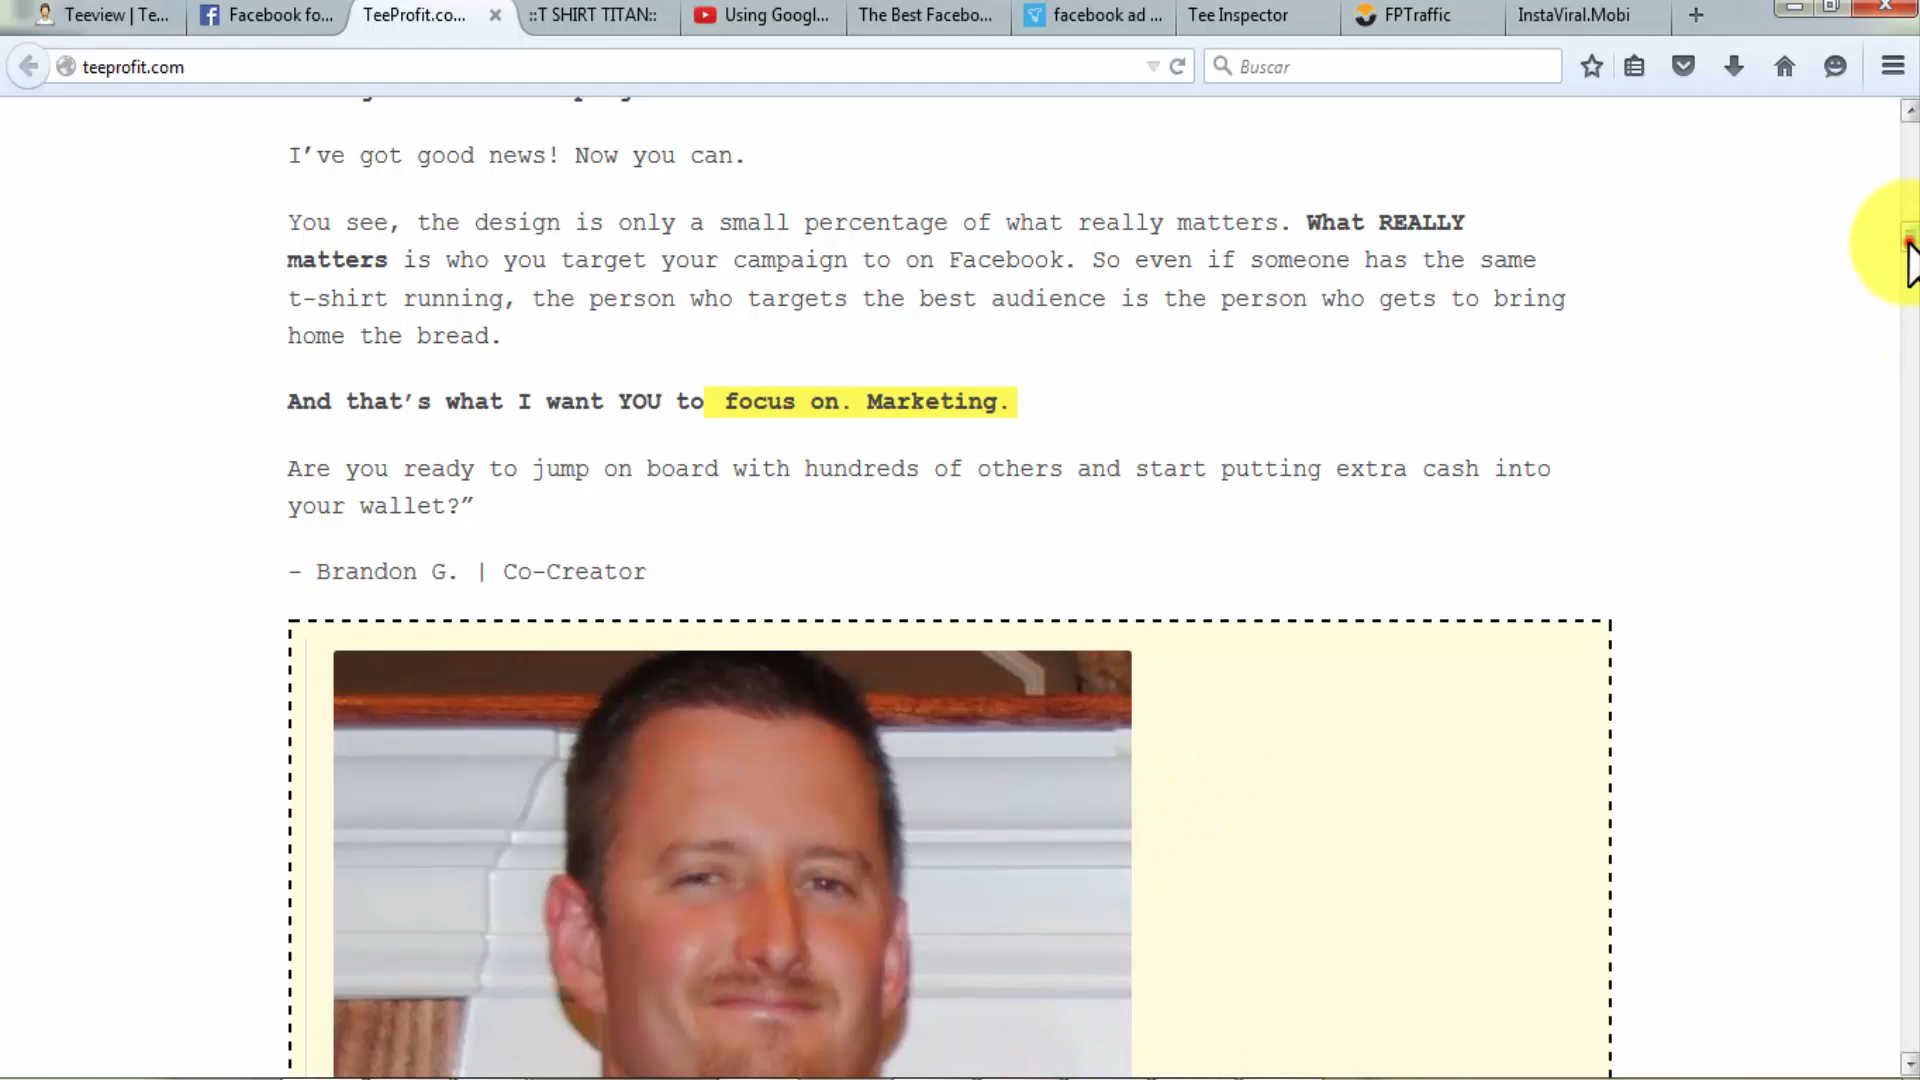 Teeview | Te...
Facebook fo...
TeeProfit.co...
::T SHIRT TITAN::
Using Googl...
The Best Facebo...
facebook ad ...
Tee Inspector
FPTraffic
InstaViral.Mobi
teeprofit.com
Buscar
I’ve got good news! Now you can.
You see, the design is only a small percentage of what really matters. What REALLY
matters is who you target your campaign to on Facebook. So even if someone has the same
t-shirt running, the person who targets the best audience is the person who gets to bring
home the bread.
And that’s what I want YOU to focus on. Marketing.
Are you ready to jump on board with hundreds of others and start putting extra cash into
your wallet?”
– Brandon G. | Co-Creator